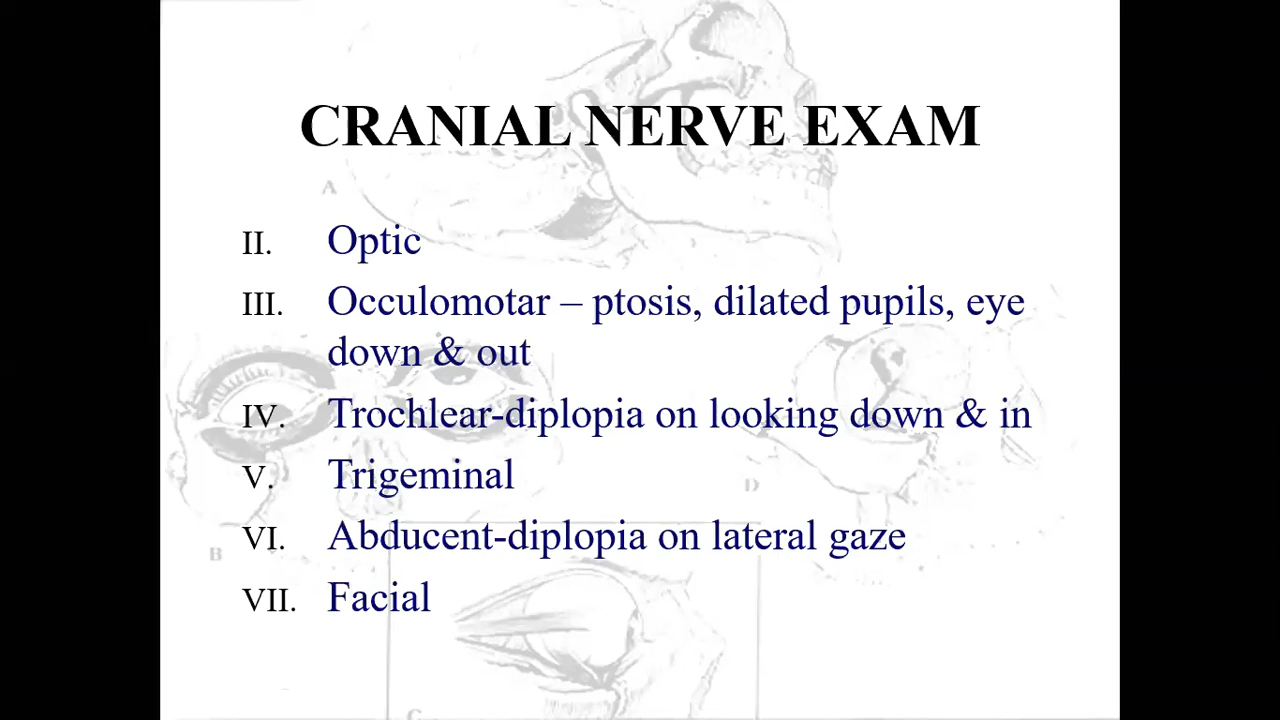 CRANIAL NERVE EXAM
A
II. Optic
III. Occulomotar – ptosis, dilated pupils, eye
down & out
IV. Trochlear-diplopia on looking down & in
V. Trigeminal
D
VI. Abducent-diplopia on lateral gaze
B
VII. Facial
C